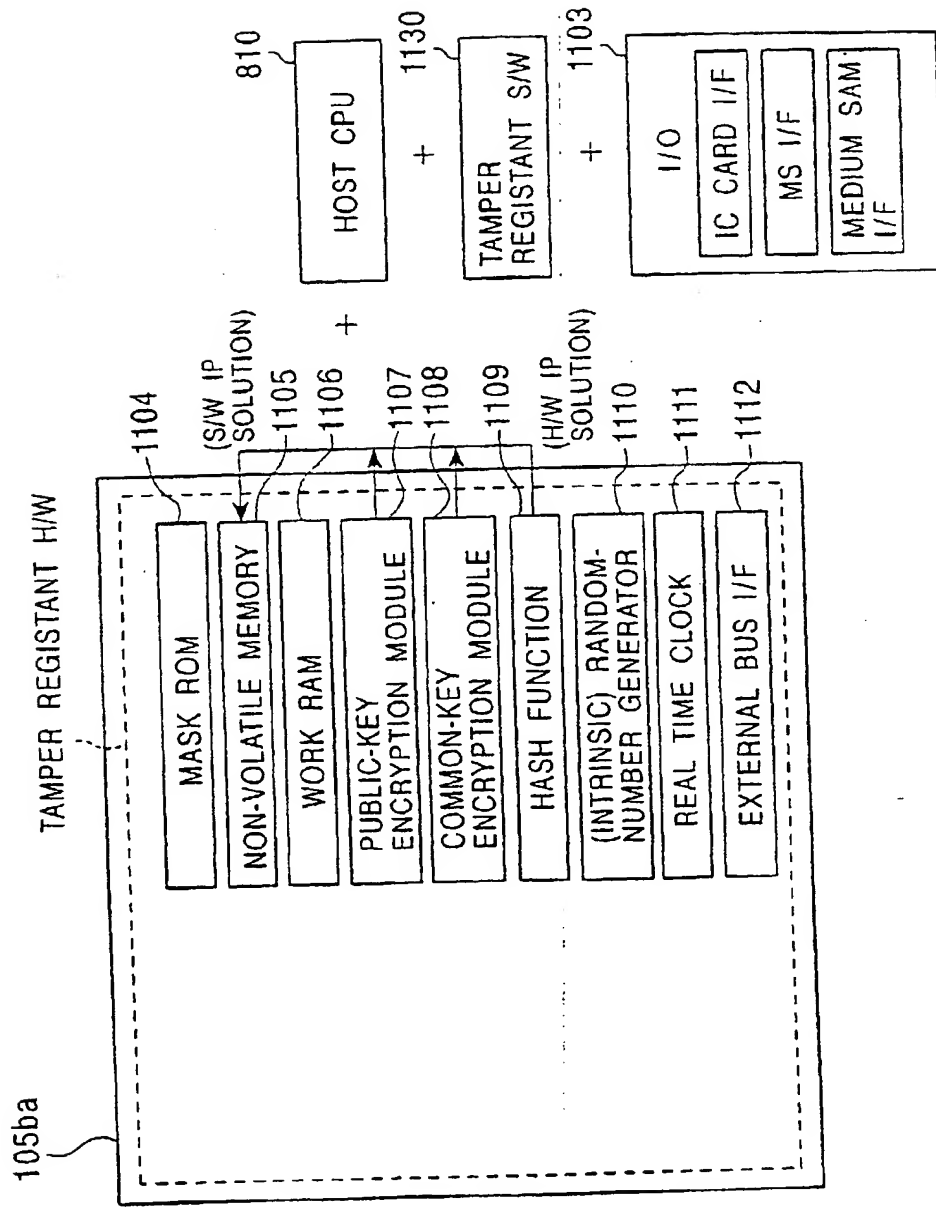 105ba
TAMPER REGISTANT H/W
MASK ROM
1104
(S/W IP
SOLUTION)
NON-VOLATILE MEMORY
1105
WORK RAM
1106
PUBLIC-KEY
ENCRYPTION MODULE
1107
COMMON-KEY
ENCRYPTION MODULE
1108
HASH FUNCTION
1109
(H/W IP
SOLUTION)
(INTRINSIC) RANDOM-
NUMBER GENERATOR
1110
REAL TIME CLOCK
1111
EXTERNAL BUS I/F
1112
+
810
HOST CPU
+
1130
TAMPER
REGISTANT S/W
+
1103
I/O
IC CARD I/F
MS I/F
MEDIUM SAM
I/F